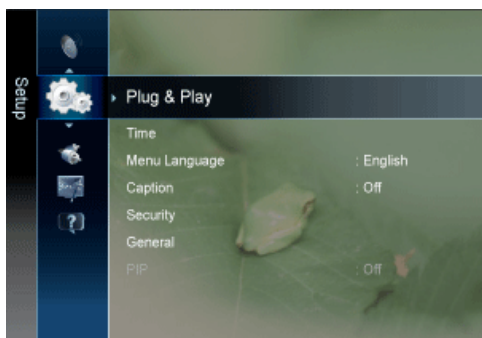 Setup
Plug & Play
Time
Menu Language : English
Caption : Off
Security
General
PIP : Off